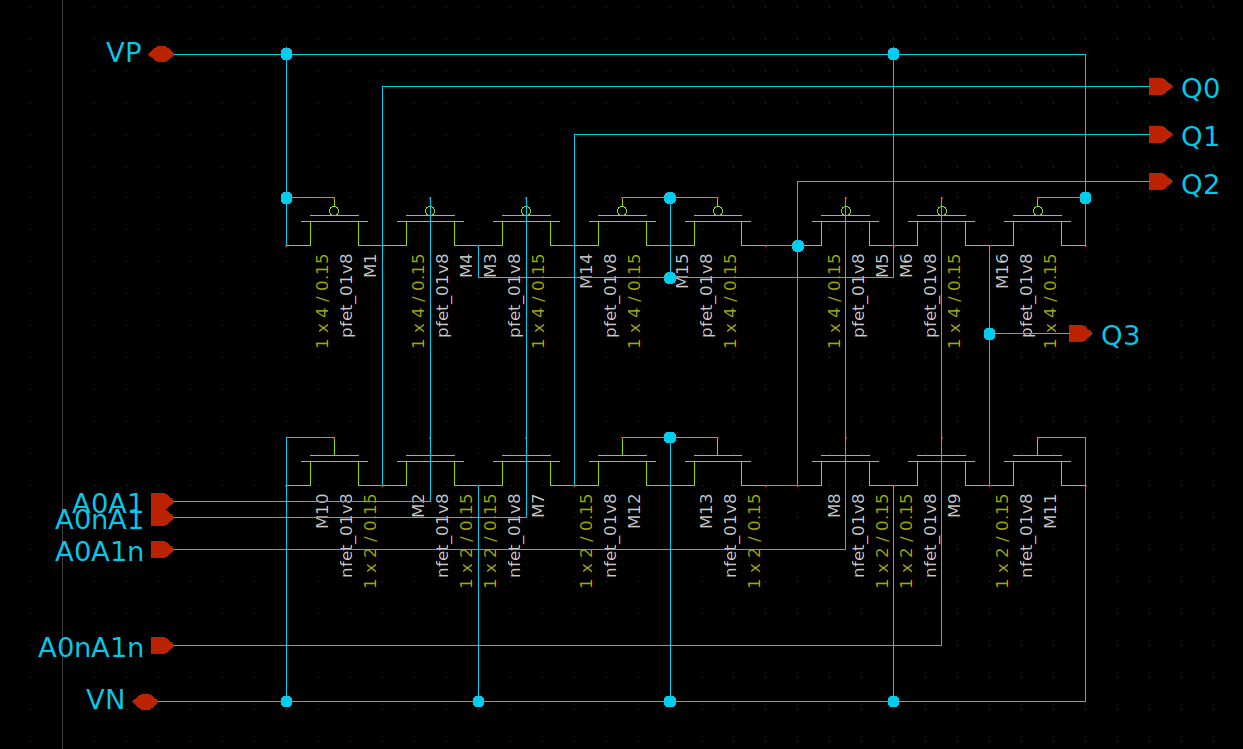 VP
Q0
Q1
Q2
1 x 4 / 0.15
pfet_01v8
M1
1 x 4 / 0.15
pfet_01v8
M4
M3
pfet_01v8
1 x 4 / 0.15
M14
pfet_01v8
1 x 4 / 0.15
M15
pfet_01v8
1 x 4 / 0.15
1 x 4 / 0.15
pfet_01v8
M5
M6
pfet_01v8
1 x 4 / 0.15
M16
pfet_01v8
1 x 4 / 0.15
Q3
A0A1
A0nA1
A0A1n
A0nA1n
VN
M10
nfet_01v8
1 x 2 / 0.15
M2
nfet_01v8
1 x 2 / 0.15
1 x 2 / 0.15
nfet_01v8
M7
1 x 2 / 0.15
nfet_01v8
M12
M13
nfet_01v8
1 x 2 / 0.15
M8
nfet_01v8
1 x 2 / 0.15
1 x 2 / 0.15
nfet_01v8
M9
1 x 2 / 0.15
nfet_01v8
M11